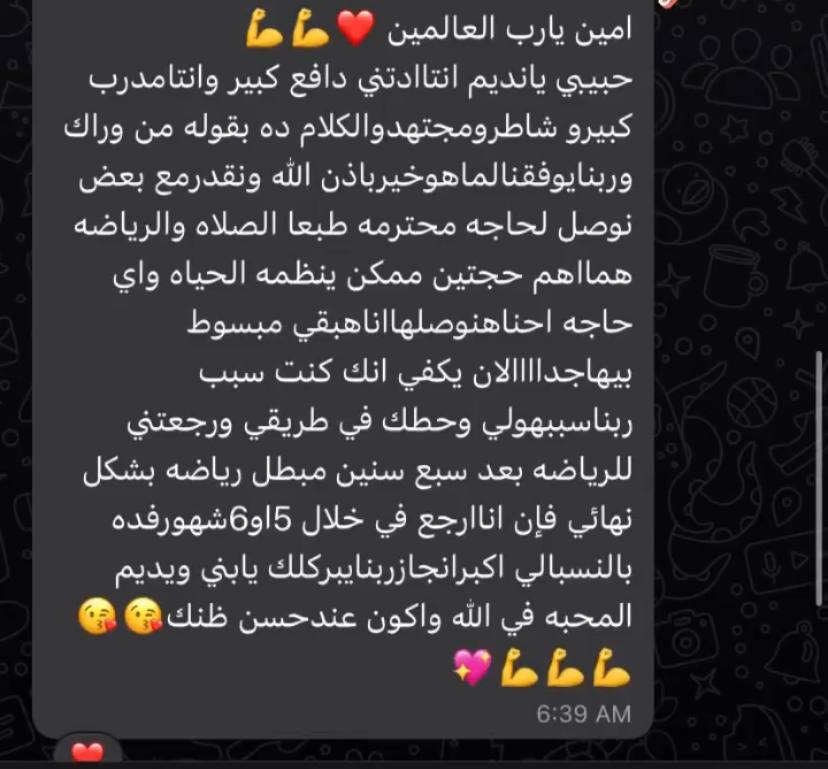 امين يارب العالمين ❤️💪💪
حبيبي يانديم انتاادتني دافع كبير وانتامدرب
كبيرو شاطرومجتهدوالكلام ده بقوله من وراك
وربنايوفقنالماهوخيرباذن الله ونقدرمع بعض
نوصل لحاجه محترمه طبعا الصلاه والرياضه
همااهم حجتين ممكن ينظمه الحياه واي
حاجه احناهنوصلهااناهبقي مبسوط
بيهاجدااااالان يكفي انك كنت سبب
ربناسببهولي وحطك في طريقي ورجعتني
للرياضه بعد سبع سنين مبطل رياضه بشكل
نهائي فإن اناارجع في خلال 5او6شهورفده
بالنسبالي اكبرانجازربنايبركلك يابني ويديم
المحبه في الله واكون عندحسن ظنك😘😘
💪💪💪💖
6:39 AM